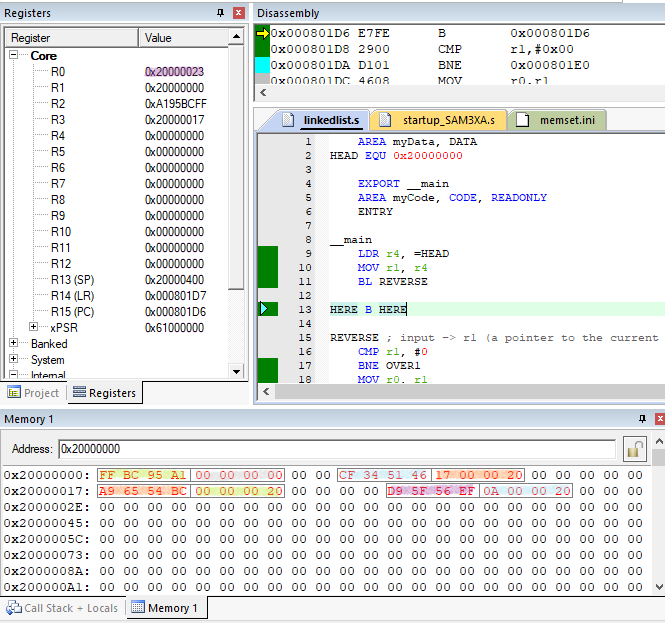 Registers
Register Value
Core
R0 0x20000023
R1 0x20000000
R2 0xA195BCFF
R3 0x20000017
R4 0x00000000
R5 0x00000000
R6 0x00000000
R7 0x00000000
R8 0x00000000
R9 0x00000000
R10 0x00000000
R11 0x00000000
R12 0x00000000
R13 (SP) 0x20000400
R14 (LR) 0x000801D7
R15 (PC) 0x000801D6
xPSR 0x61000000
Banked
System
Internal
Project Registers
Disassembly
0x000801D6 E7FE B 0x000801D6
0x000801D8 2900 CMP r1,#0x00
0x000801DA D101 BNE 0x000801E0
0x000801DC 4608 MOV r0,r1
linkedlist.s startup_SAM3XA.s memset.ini
1 AREA myData, DATA
2 HEAD EQU 0x20000000
3
4 EXPORT __main
5 AREA myCode, CODE, READONLY
6 ENTRY
7
8 __main
9 LDR r4, =HEAD
10 MOV r1, r4
11 BL REVERSE
12
13 HERE B HERE
14
15 REVERSE ; input -> r1 (a pointer to the current
16 CMP r1, #0
17 BNE OVER1
18 MOV r0, r1
Memory 1
Address: 0x20000000
0x20000000: FF BC 95 A1 00 00 00 00 00 00 CF 34 51 46 17 00 00 20 00 00 00 00 00
0x20000017: A9 65 54 BC 00 00 00 20 00 00 00 00 D9 5F 56 EF 0A 00 00 20 00 00 00
0x2000002E: 00 00 00 00 00 00 00 00 00 00 00 00 00 00 00 00 00 00 00 00 00 00 00
0x20000045: 00 00 00 00 00 00 00 00 00 00 00 00 00 00 00 00 00 00 00 00 00 00 00
0x2000005C: 00 00 00 00 00 00 00 00 00 00 00 00 00 00 00 00 00 00 00 00 00 00 00
0x20000073: 00 00 00 00 00 00 00 00 00 00 00 00 00 00 00 00 00 00 00 00 00 00 00
0x2000008A: 00 00 00 00 00 00 00 00 00 00 00 00 00 00 00 00 00 00 00 00 00 00 00
0x200000A1: 00 00 00 00 00 00 00 00 00 00 00 00 00 00 00 00 00 00 00 00 00 00 00
Call Stack + Locals Memory 1